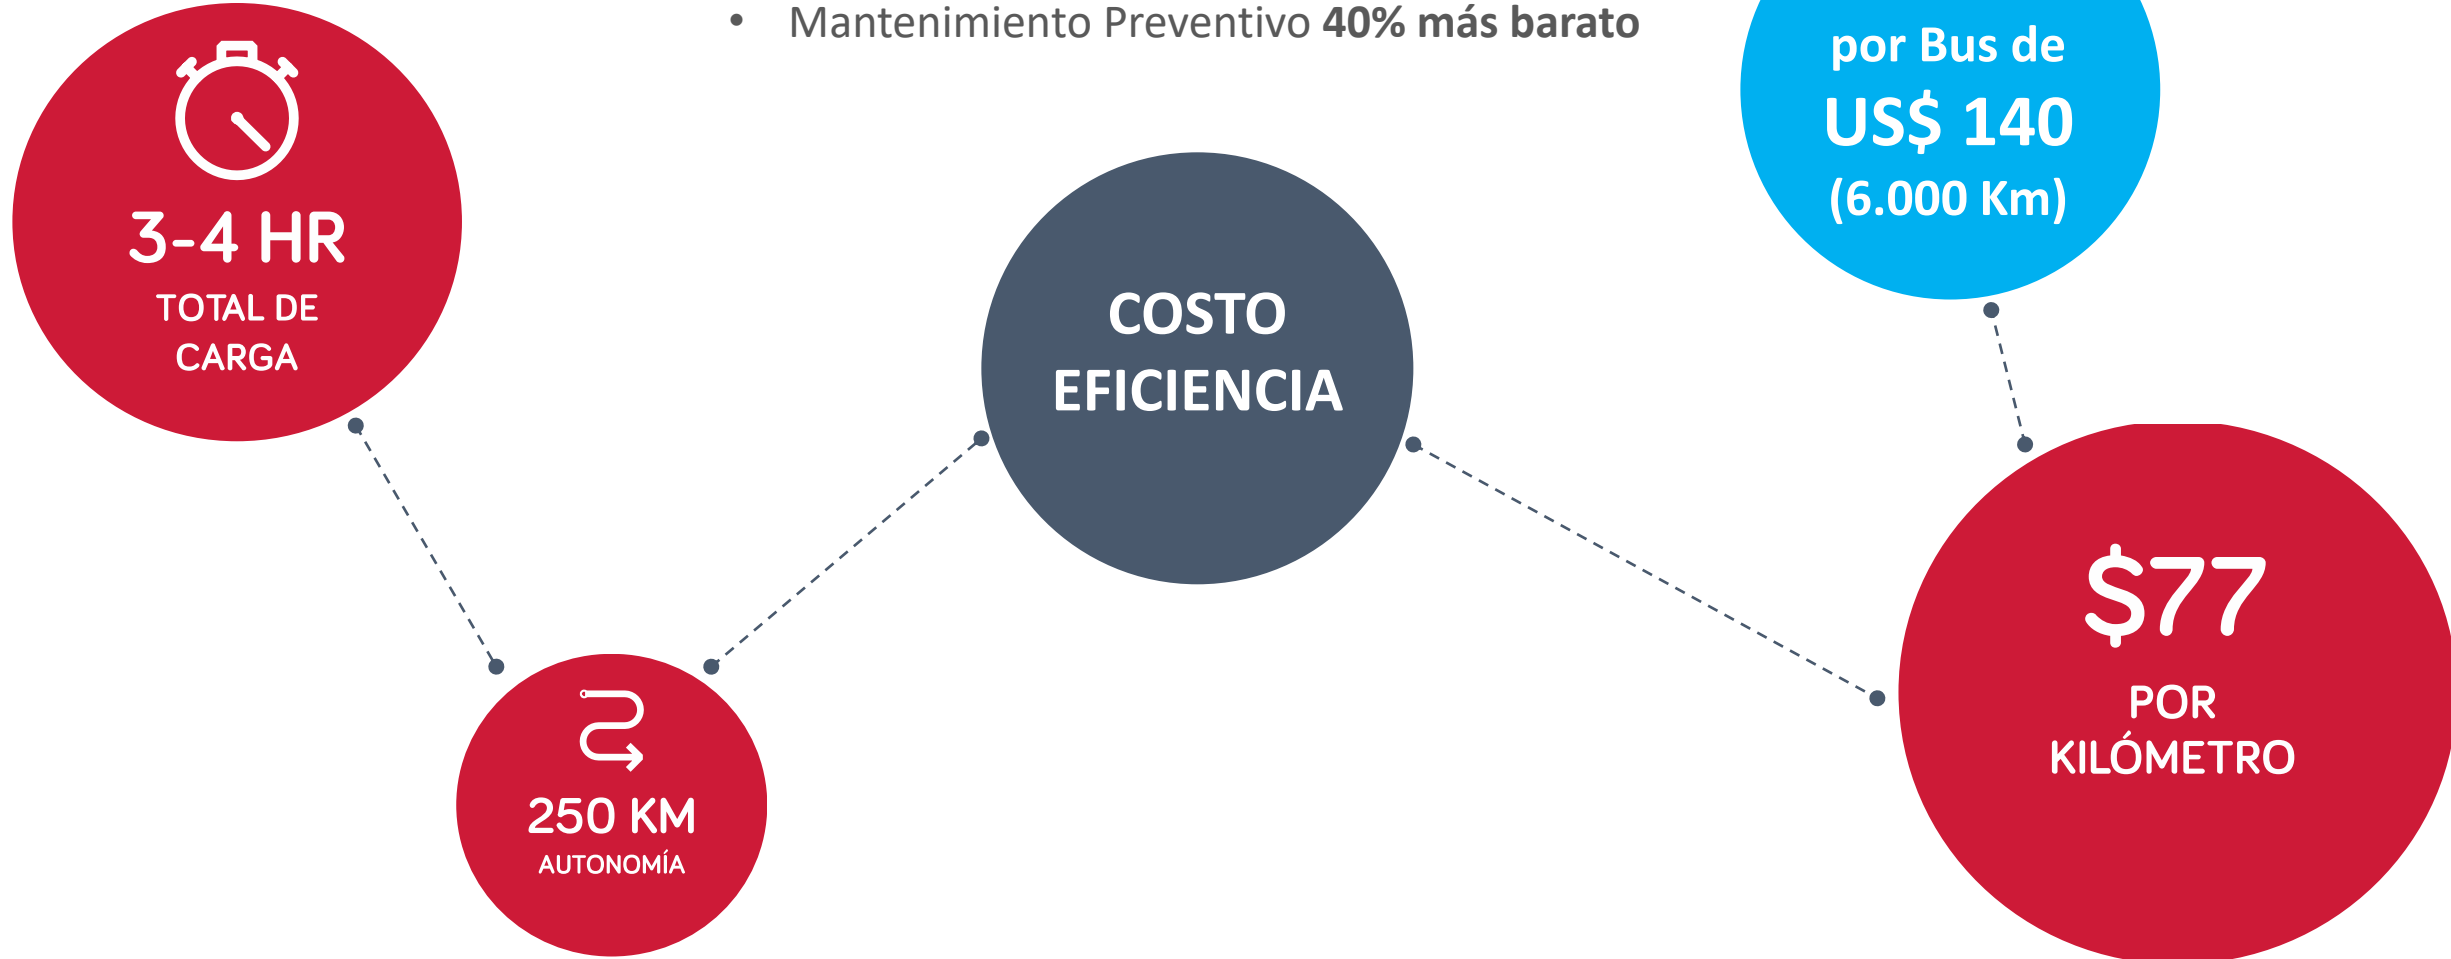 • Mantenimiento Preventivo 40% más barato
por Bus de
US$ 140
(6.000 Km)
3-4 HR
TOTAL DE
CARGA
COSTO
EFICIENCIA
$77
POR
KILÓMETRO
250 KM
AUTONOMÍA